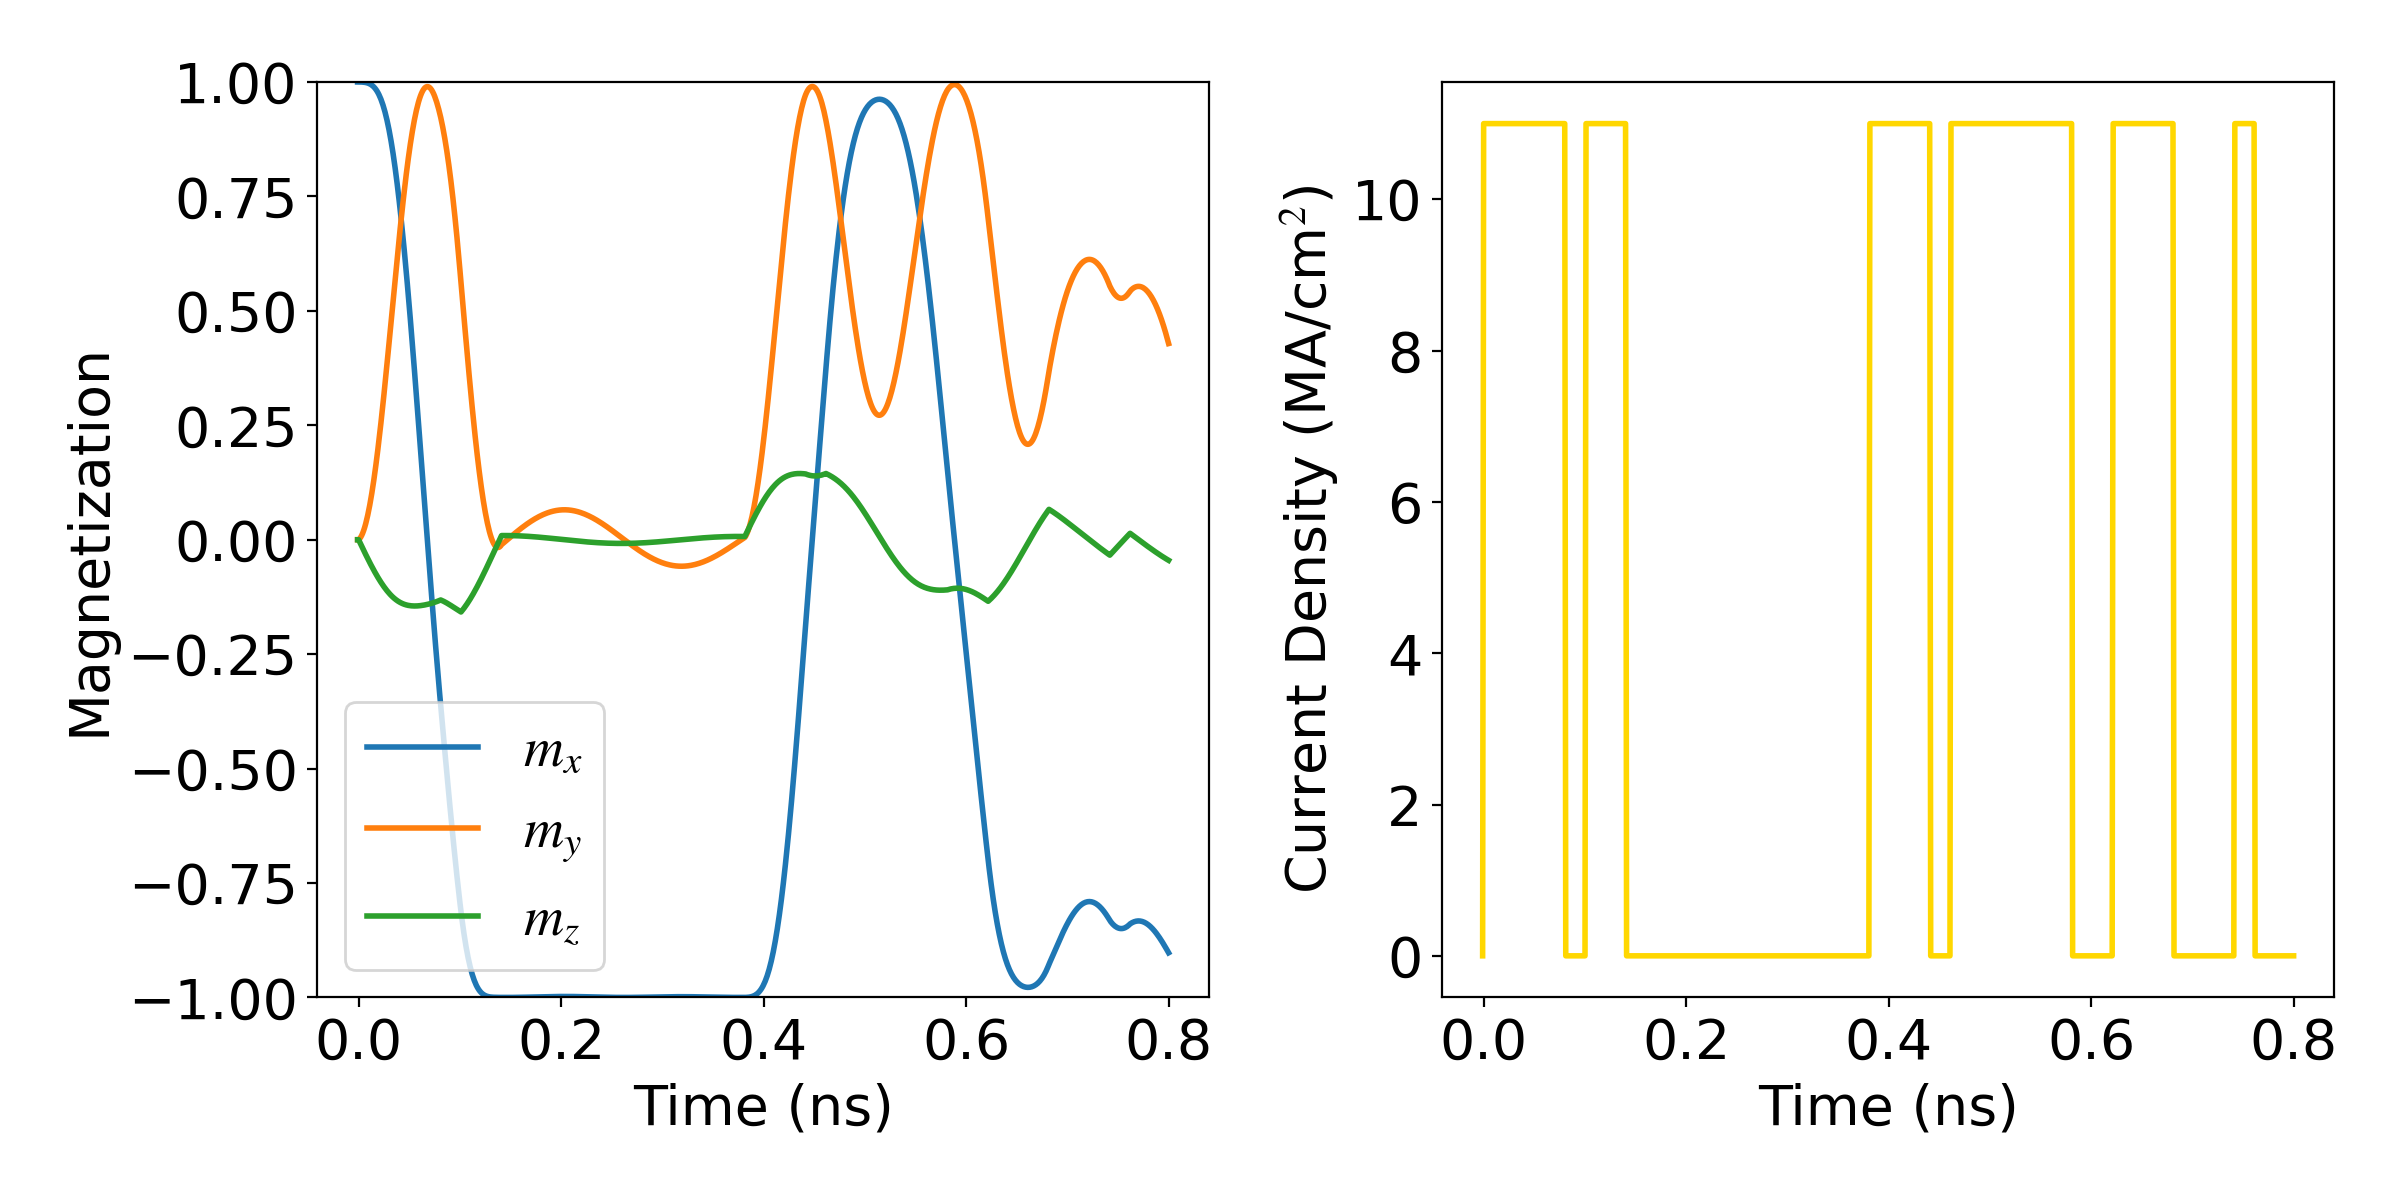 1.00
0.75
0.50
0.25
0.00
−0.25
−0.50
−0.75
−1.00
Magnetization
m_x
m_y
m_z
0.0 0.2 0.4 0.6 0.8
Time (ns)
10
8
6
4
2
0
Current Density (MA/cm²)
0.0 0.2 0.4 0.6 0.8
Time (ns)